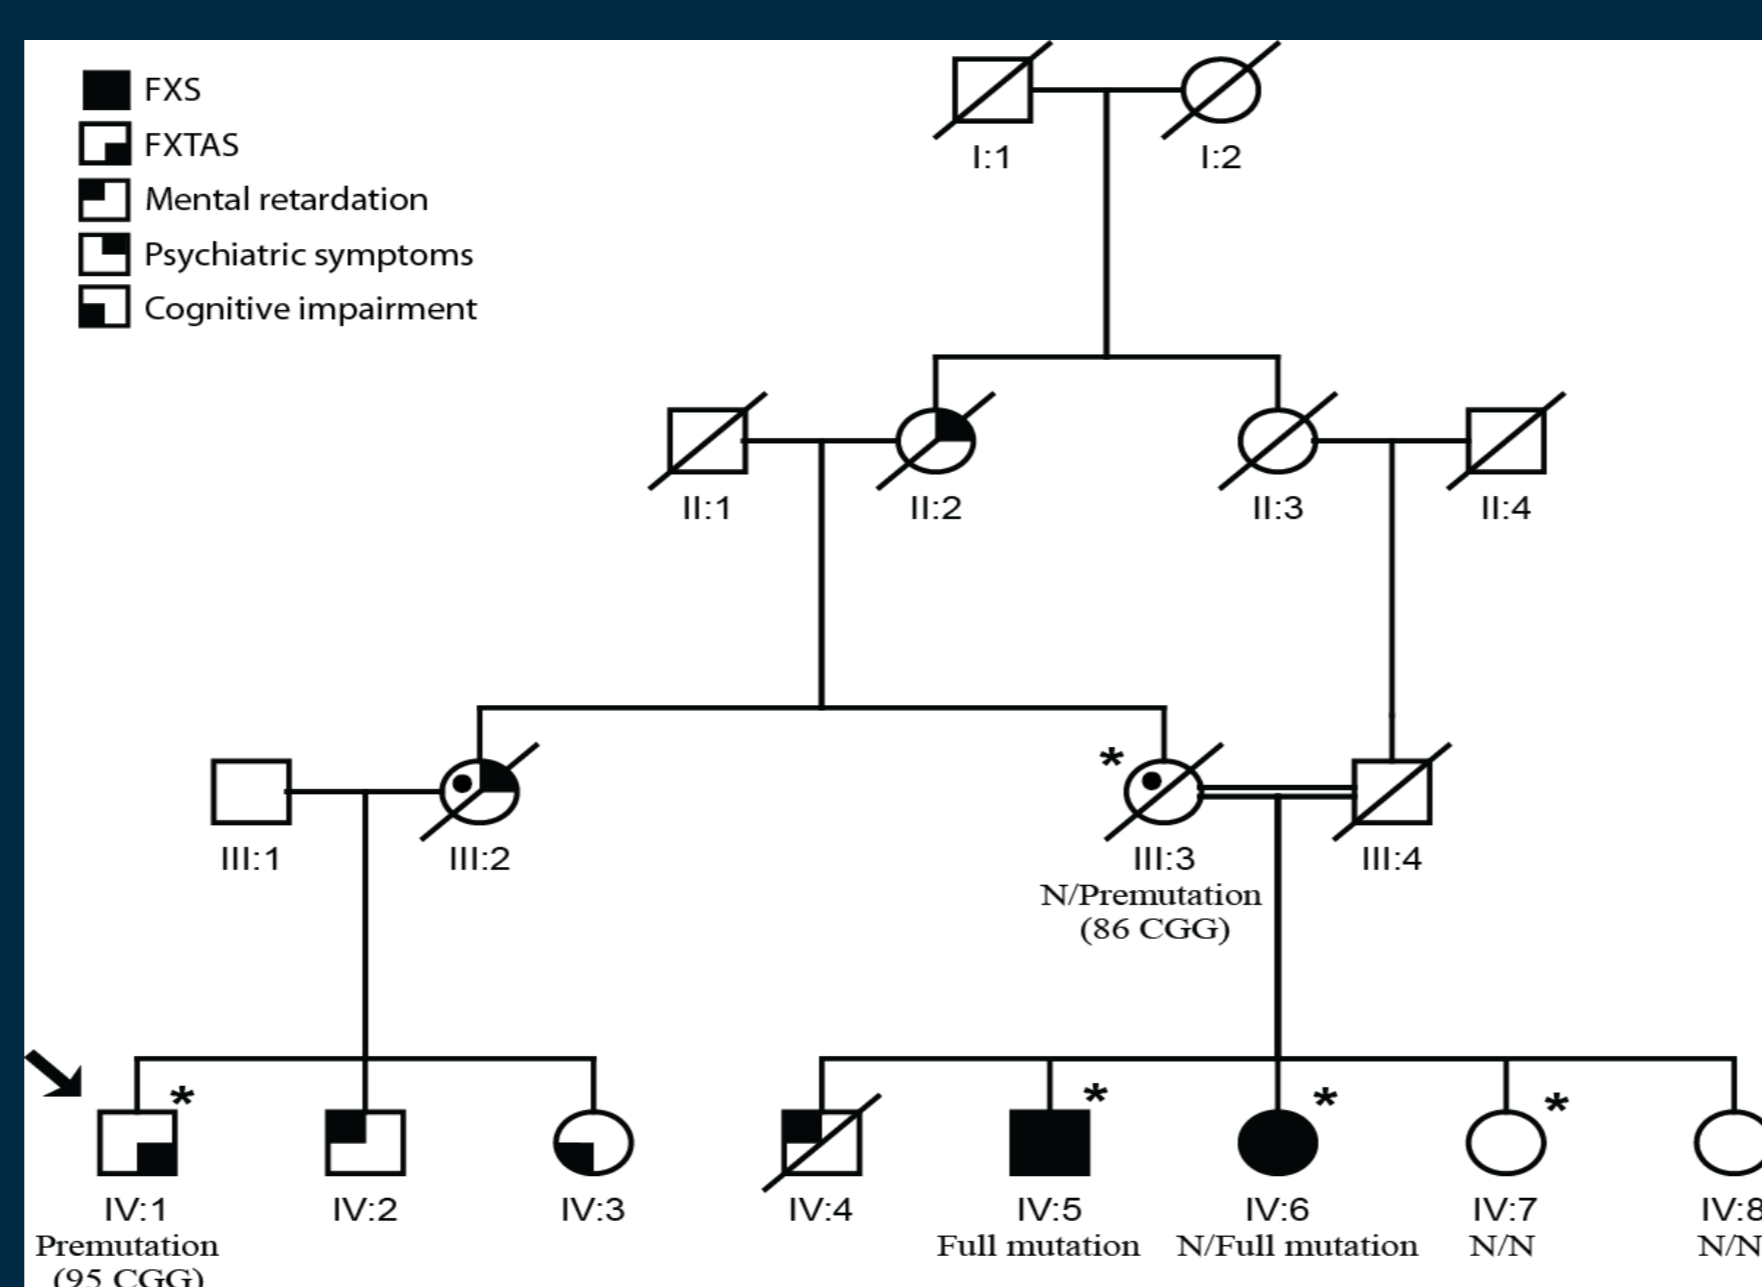 FXS
FXTAS
Mental retardation
Psychiatric symptoms
Cognitive impairment
I:1 I:2
II:1 II:2 II:3 II:4
* 
III:1 III:2 III:3 III:4
N/Premutation
(86 CGG)
* * * *
IV:1 IV:2 IV:3 IV:4 IV:5 IV:6 IV:7 IV:8
Premutation Full mutation N/Full mutation N/N N/N
(95 CGG)